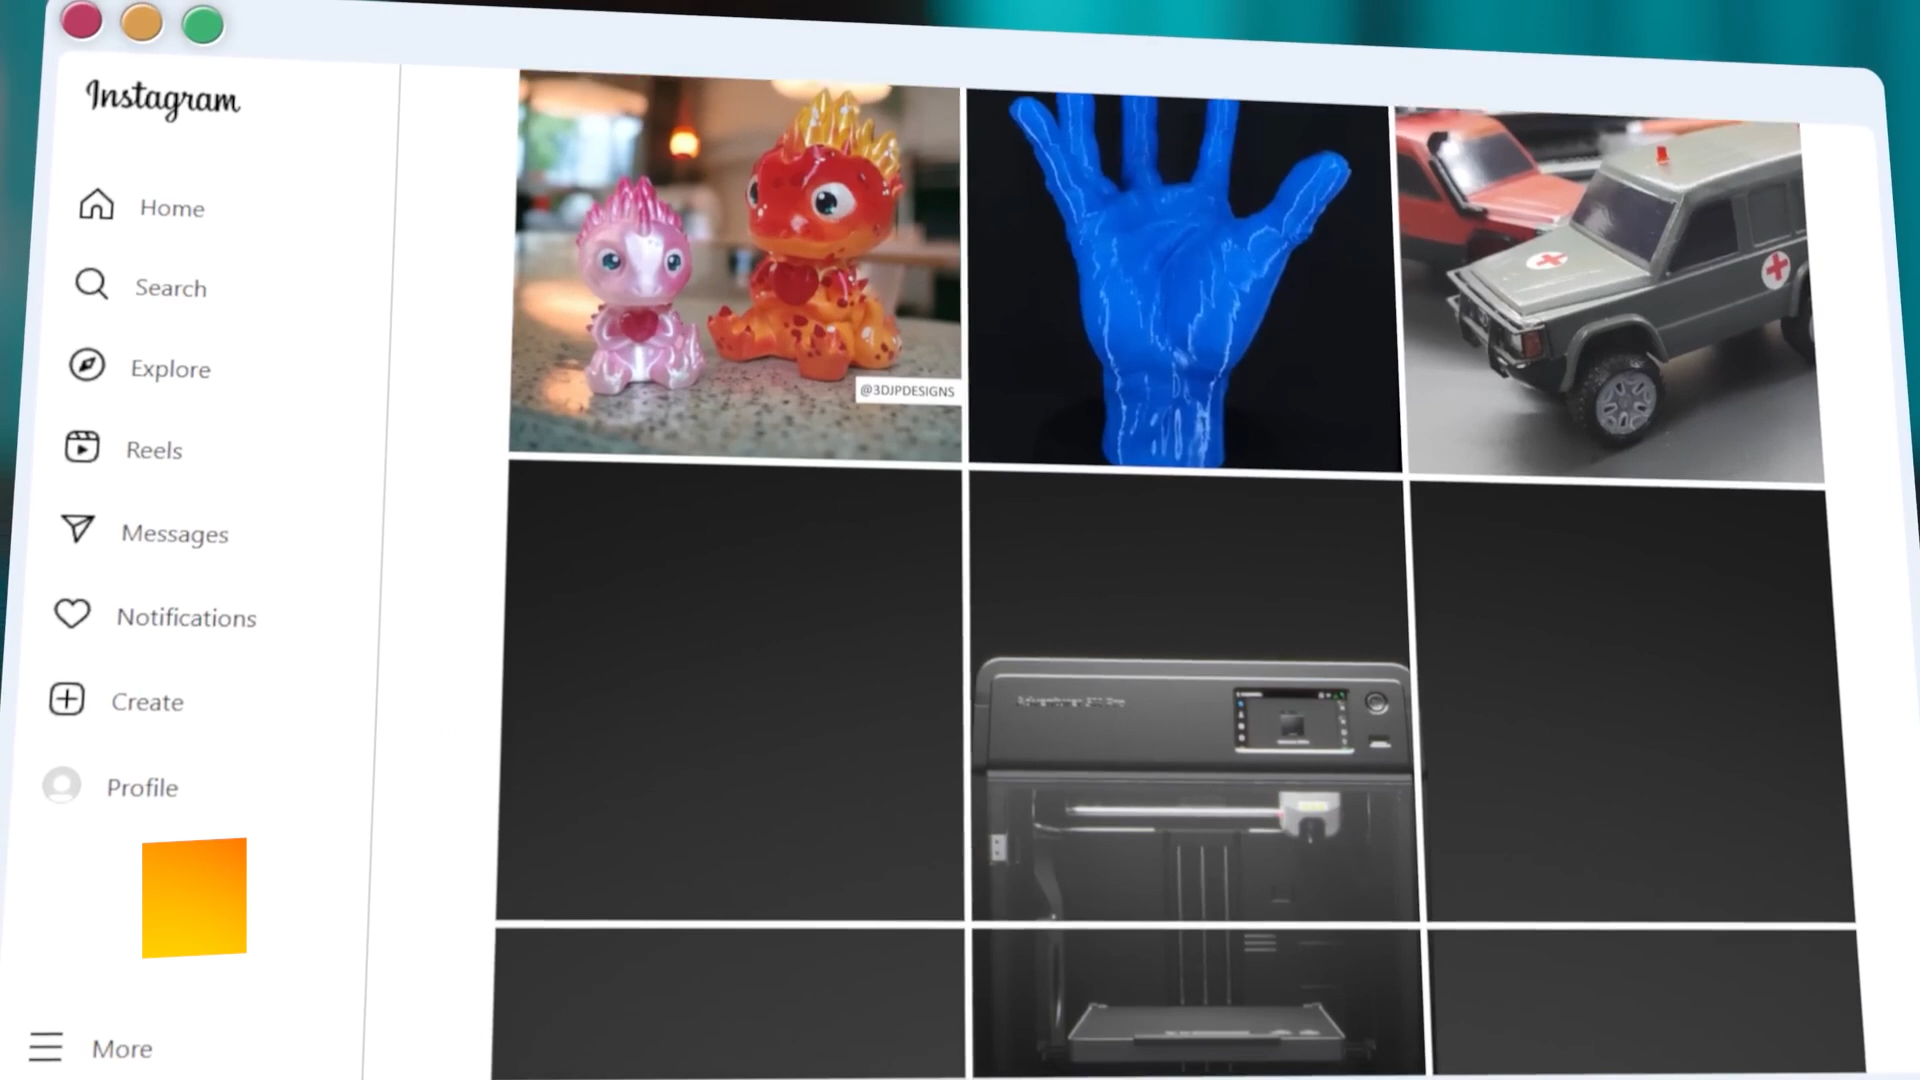 Instagram
Home
Search
Explore
Reels
Messages
Notifications
Create
Profile
More
@3DJPDESIGNS